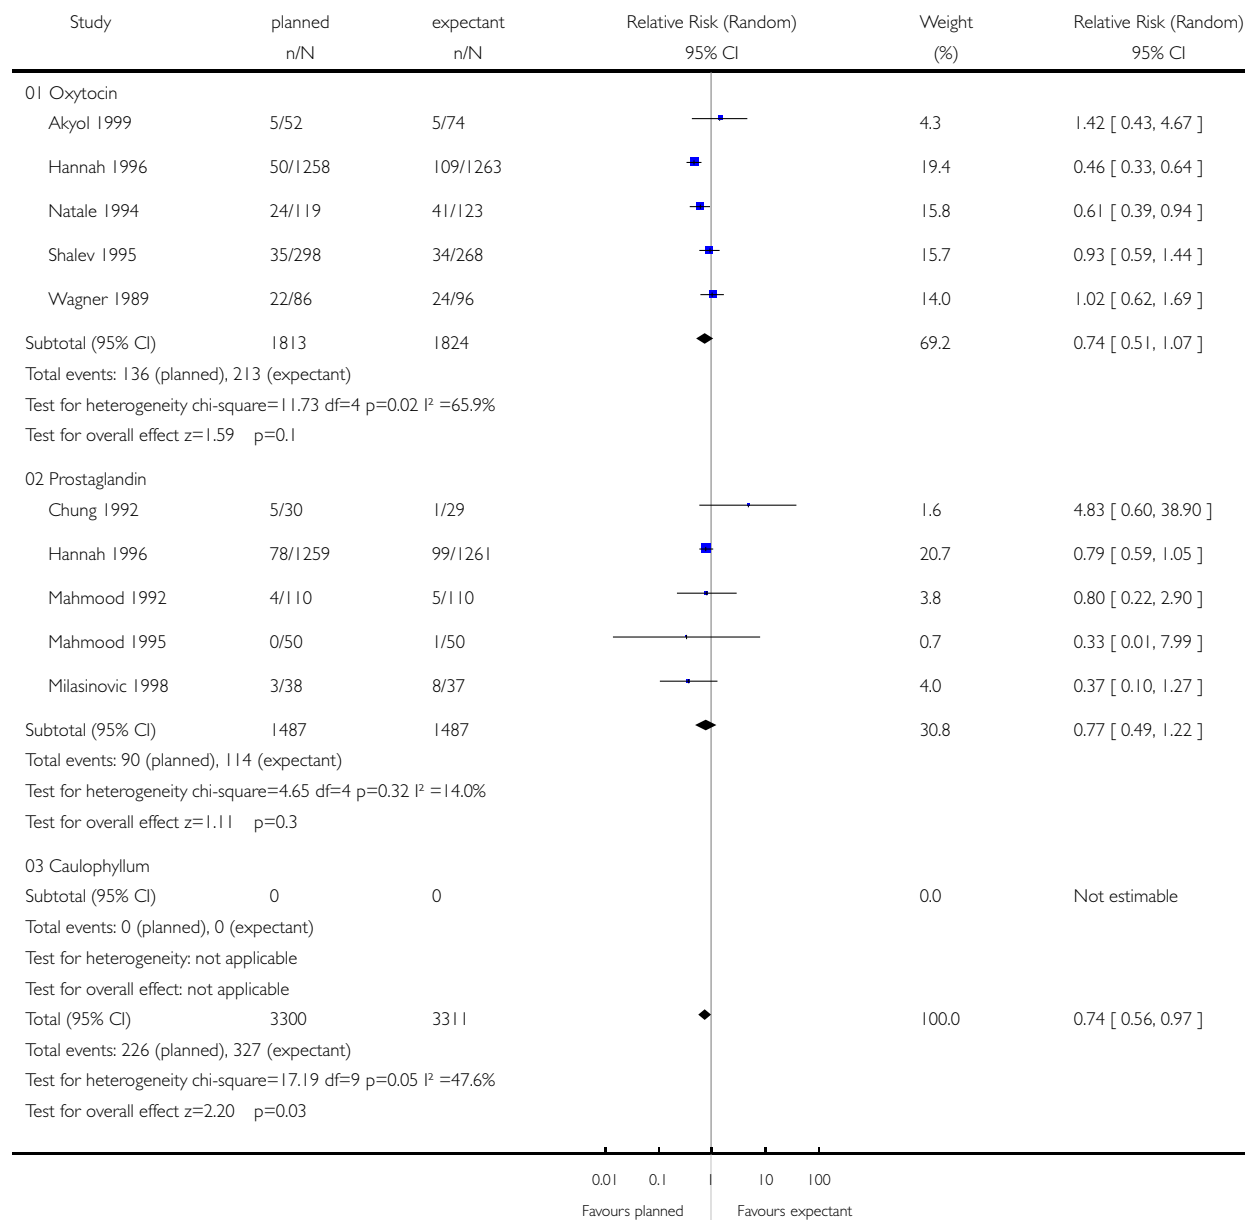 Study planned expectant Relative Risk (Random) Weight Relative Risk (Random)
n/N n/N 95% CI (%) 95% CI
01 Oxytocin
Akyol 1999 5/52 5/74 4.3 1.42 [ 0.43, 4.67 ]
Hannah 1996 50/1258 109/1263 19.4 0.46 [ 0.33, 0.64 ]
Natale 1994 24/119 41/123 15.8 0.61 [ 0.39, 0.94 ]
Shalev 1995 35/298 34/268 15.7 0.93 [ 0.59, 1.44 ]
Wagner 1989 22/86 24/96 14.0 1.02 [ 0.62, 1.69 ]
Subtotal (95% CI) 1813 1824 69.2 0.74 [ 0.51, 1.07 ]
Total events: 136 (planned), 213 (expectant)
Test for heterogeneity chi-square=11.73 df=4 p=0.02 I² =65.9%
Test for overall effect z=1.59 p=0.1
02 Prostaglandin
Chung 1992 5/30 1/29 1.6 4.83 [ 0.60, 38.90 ]
Hannah 1996 78/1259 99/1261 20.7 0.79 [ 0.59, 1.05 ]
Mahmood 1992 4/110 5/110 3.8 0.80 [ 0.22, 2.90 ]
Mahmood 1995 0/50 1/50 0.7 0.33 [ 0.01, 7.99 ]
Milasinovic 1998 3/38 8/37 4.0 0.37 [ 0.10, 1.27 ]
Subtotal (95% CI) 1487 1487 30.8 0.77 [ 0.49, 1.22 ]
Total events: 90 (planned), 114 (expectant)
Test for heterogeneity chi-square=4.65 df=4 p=0.32 I² =14.0%
Test for overall effect z=1.11 p=0.3
03 Caulophyllum
Subtotal (95% CI) 0 0 0.0 Not estimable
Total events: 0 (planned), 0 (expectant)
Test for heterogeneity: not applicable
Test for overall effect: not applicable
Total (95% CI) 3300 3311 100.0 0.74 [ 0.56, 0.97 ]
Total events: 226 (planned), 327 (expectant)
Test for heterogeneity chi-square=17.19 df=9 p=0.05 I² =47.6%
Test for overall effect z=2.20 p=0.03
0.01 0.1 1 10 100
Favours planned Favours expectant